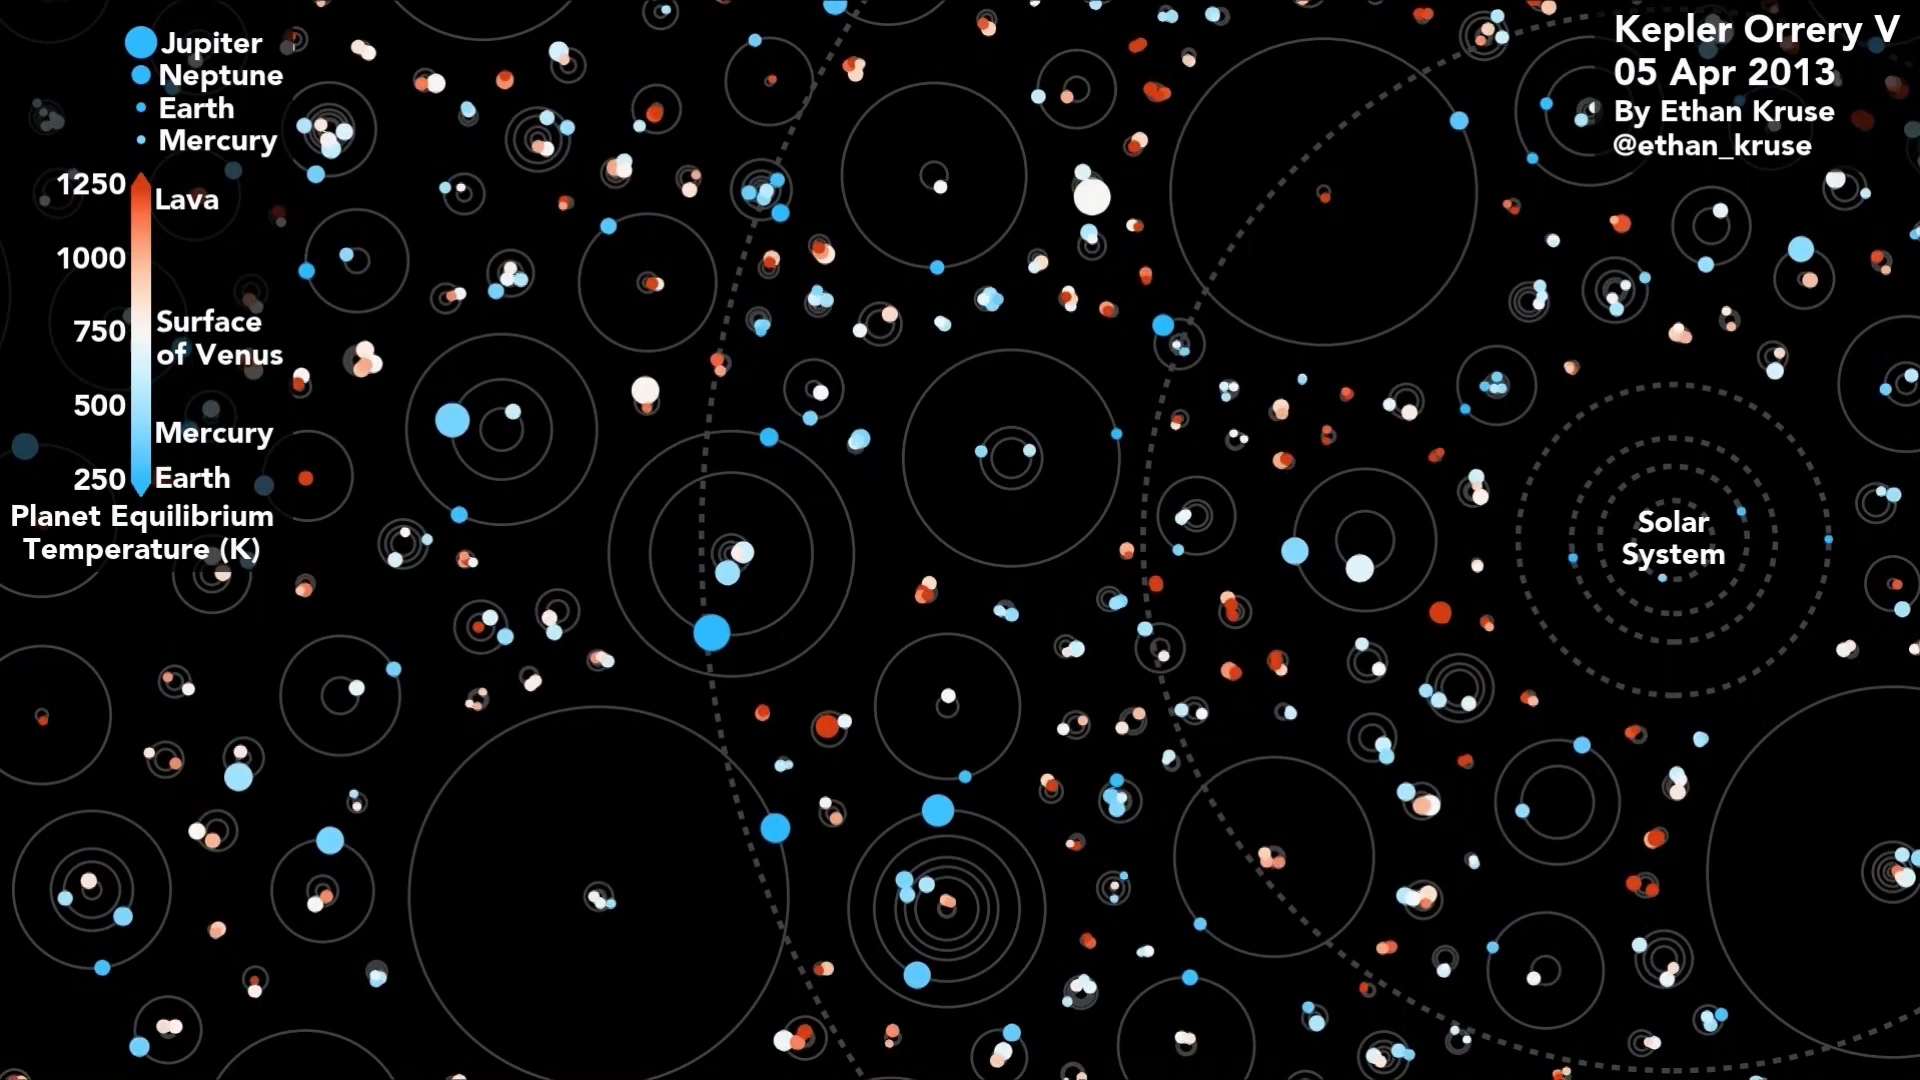 Jupiter
Neptune
Earth
Mercury
1250
Lava
1000
750
Surface
of Venus
500
Mercury
250
Earth
Planet Equilibrium
Temperature (K)
Kepler Orrery V
05 Apr 2013
By Ethan Kruse
@ethan_kruse
Solar
System